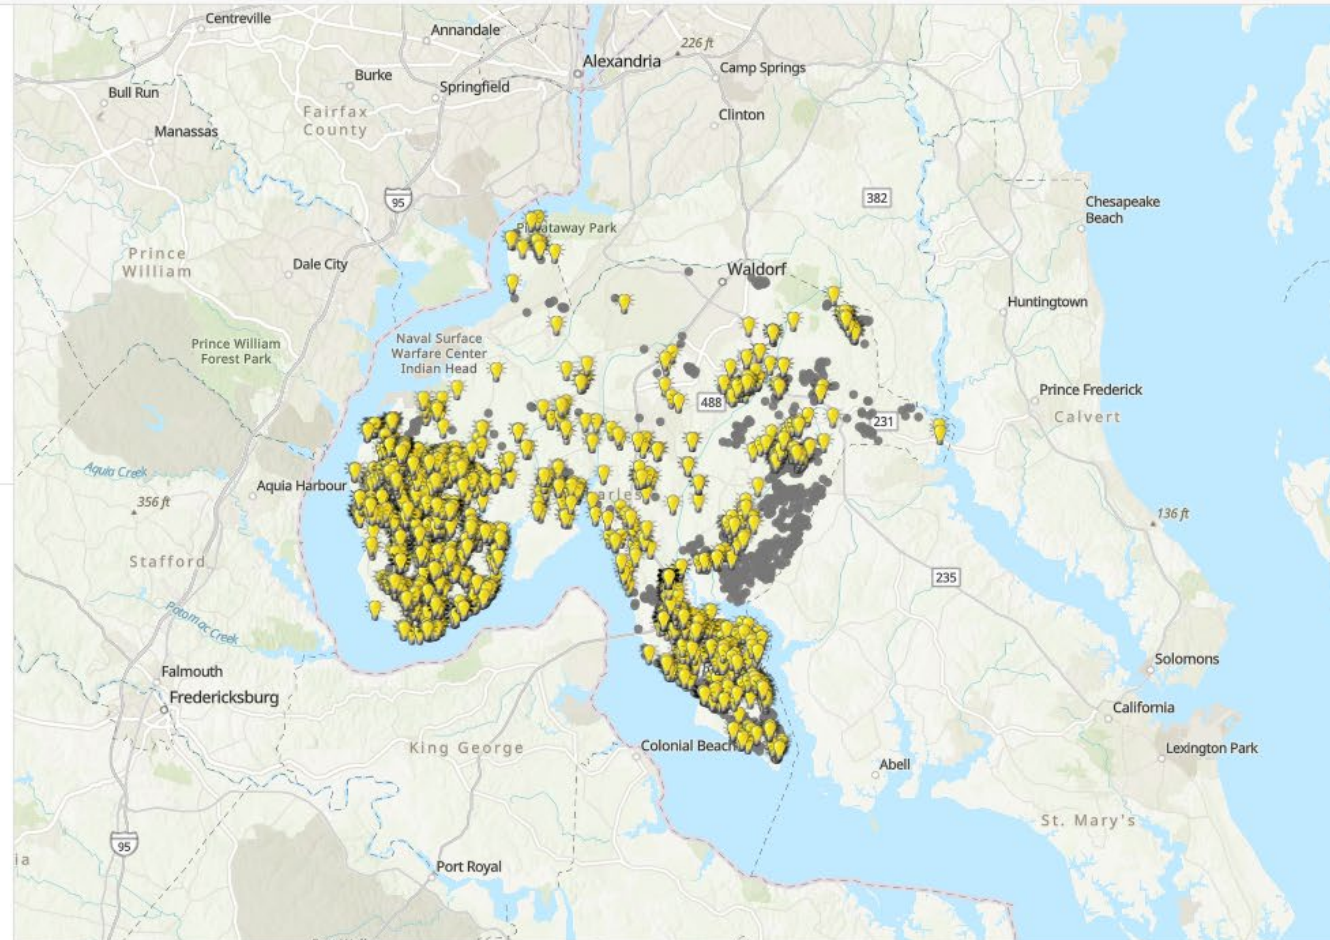 Centreville
Annandale
226 ft
Alexandria
Camp Springs
Burke
Springfield
Bull Run
Fairfax
County
Clinton
Manassas
95
382
Chesapeake
Beach
Park
Prince
William
Dale City
Waldorf
Huntingtown
Naval Surface
Warfare Center
Indian Head
Prince William
Forest Park
Prince Frederick
488
Calvert
231
Aquia Creek
Aquia Harbour
356 ft
136 ft
Stafford
235
Potomac Creek
Falmouth
Solomons
Fredericksburg
California
King George
Colonial Beach
Lexington Park
Abell
St. Mary's
95
ia
Port Royal